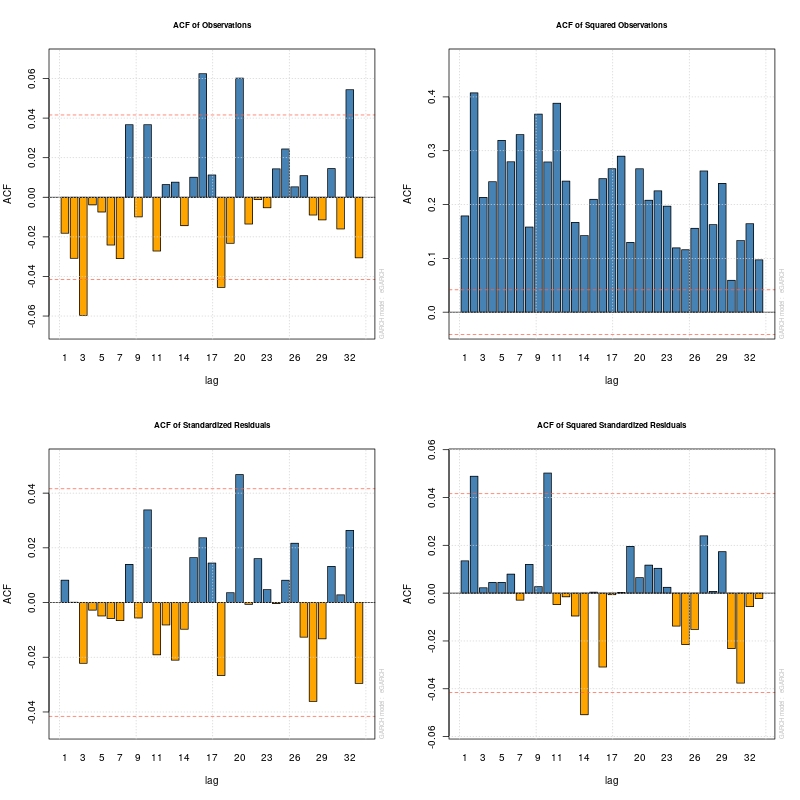 ACF of Observations
ACF
0.06
0.04
0.02
0.00
-0.02
-0.04
-0.06
1 3 5 7 9 11 14 17 20 23 26 29 32
lag
GARCH model : eGARCH
ACF of Squared Observations
ACF
0.4
0.3
0.2
0.1
0.0
1 3 5 7 9 11 14 17 20 23 26 29 32
lag
GARCH model : eGARCH
ACF of Standardized Residuals
ACF
0.04
0.02
0.00
-0.02
-0.04
1 3 5 7 9 11 14 17 20 23 26 29 32
lag
GARCH model : eGARCH
ACF of Squared Standardized Residuals
ACF
0.06
0.04
0.02
0.00
-0.02
-0.04
-0.06
1 3 5 7 9 11 14 17 20 23 26 29 32
lag
GARCH model : eGARCH